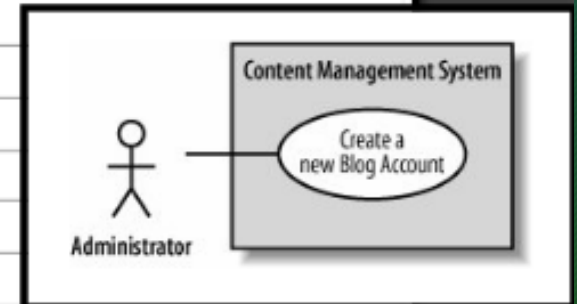 Content Management System
Create a
new Blog Account
Administrator